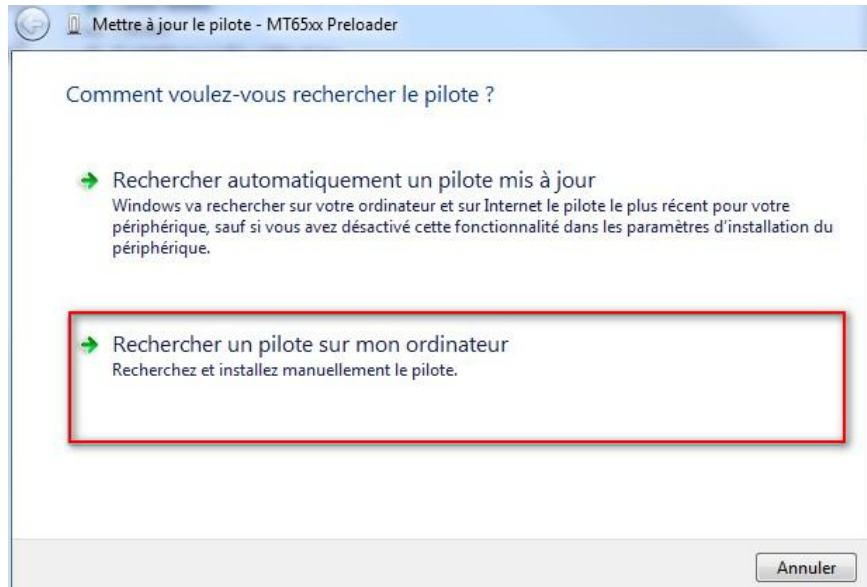 Mettre à jour le pilote - MT65xx Preloader
Comment voulez-vous rechercher le pilote ?
Rechercher automatiquement un pilote mis à jour
Windows va rechercher sur votre ordinateur et sur Internet le pilote le plus récent pour votre
périphérique, sauf si vous avez désactivé cette fonctionnalité dans les paramètres d'installation du
périphérique.
Rechercher un pilote sur mon ordinateur
Recherchez et installez manuellement le pilote.
Annuler